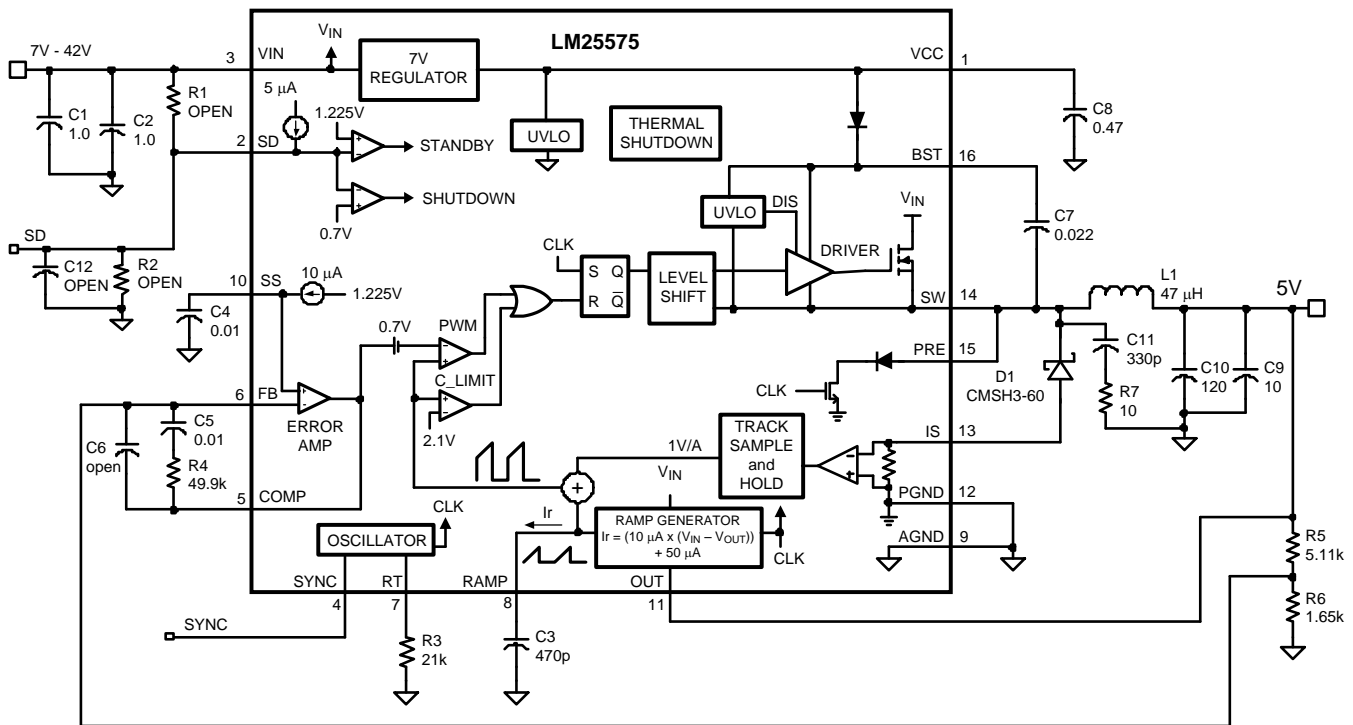 LM25575
7V - 42V
3
VIN
V_IN
7V
REGULATOR
VCC
1
C1
1.0
C2
1.0
R1
OPEN
5 µA
1.225V
2
SD
STANDBY
SHUTDOWN
0.7V
UVLO
THERMAL
SHUTDOWN
C8
0.47
BST
16
UVLO
DIS
V_IN
DRIVER
C7
0.022
SD
C12
OPEN
R2
OPEN
10
SS
10 µA
1.225V
C4
0.01
CLK
S
Q
R
Q̅
LEVEL
SHIFT
SW
14
L1
47 µH
5V
0.7V
PWM
C_LIMIT
2.1V
PRE
15
CLK
C11
330p
R7
10
D1
CMSH3-60
C10
120
C9
10
6
FB
ERROR
AMP
C5
0.01
C6
open
R4
49.9k
5
COMP
1V/A
TRACK
SAMPLE
and
HOLD
IS
13
V_IN
+
PGND
12
AGND
9
CLK
OSCILLATOR
Ir
RAMP GENERATOR
Ir = (10 µA x (V_IN – V_OUT))
+ 50 µA
CLK
R5
5.11k
R6
1.65k
SYNC
RT
RAMP
OUT
4
7
8
11
SYNC
R3
21k
C3
470p